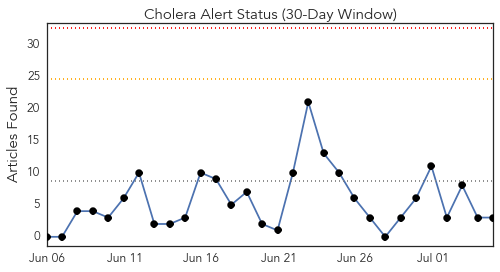 Cholera Alert Status (30-Day Window)
Articles Found
30
25
20
15
10
5
0
Jun 06 Jun 11 Jun 16 Jun 21 Jun 26 Jul 01